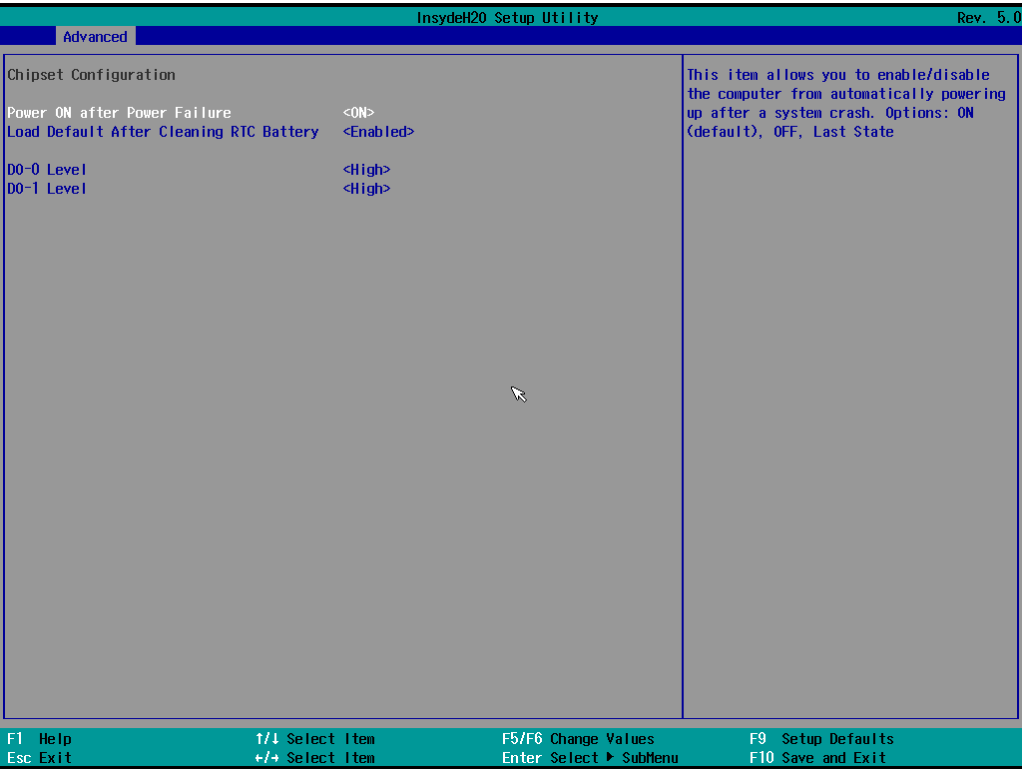 InsydeH20 Setup Utility Rev. 5.0
Advanced
Chipset Configuration
Power ON after Power Failure <ON>
Load Default After Cleaning RTC Battery <Enabled>
DO-0 Level <High>
DO-1 Level <High>
This item allows you to enable/disable
the computer from automatically powering
up after a system crash. Options: ON
(default), OFF, Last State
F1 Help ↑/↓ Select Item F5/F6 Change Values F9 Setup Defaults
Esc Exit ←/→ Select Item Enter Select ▶ SubMenu F10 Save and Exit